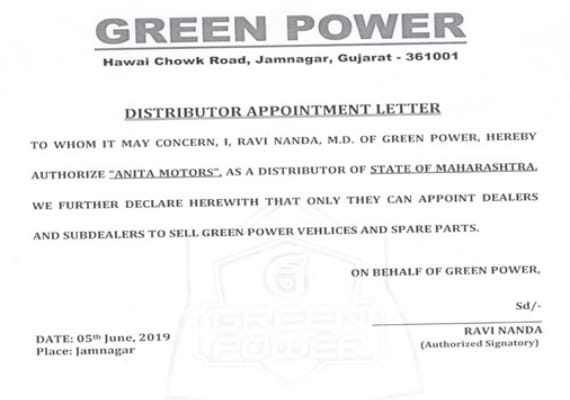 GREEN POWER
Hawai Chowk Road, Jamnagar, Gujarat - 361001
DISTRIBUTOR APPOINTMENT LETTER
TO WHOM IT MAY CONCERN, I, RAVI NANDA, M.D. OF GREEN POWER, HEREBY
AUTHORIZE "ANITA MOTORS", AS A DISTRIBUTOR OF STATE OF MAHARASHTRA.
WE FURTHER DECLARE HEREWITH THAT ONLY THEY CAN APPOINT DEALERS
AND SUBDEALERS TO SELL GREEN POWER VEHLICES AND SPARE PARTS.
ON BEHALF OF GREEN POWER,
Sd/-
RAVI NANDA
(Authorized Signatory)
DATE: 05th June, 2019
Place: Jamnagar
GREEN
POWER